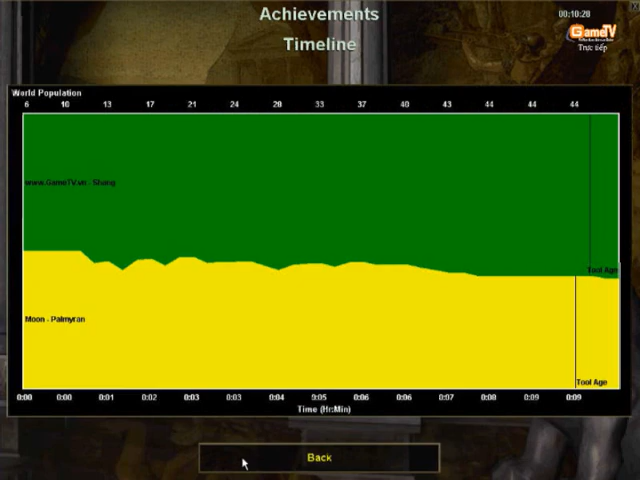 Achievements
00:10:28
GameTV
Trực tiếp
Timeline
World Population
6 10 13 17 21 24 28 33 37 40 43 44 44 44
www.GameTV.vn - Shang
Tool Age
Moon - Palmyran
Tool Age
0:00 0:00 0:01 0:02 0:03 0:03 0:04 0:05 0:06 0:06 0:07 0:08 0:09 0:09
Time (Hr:Min)
Back